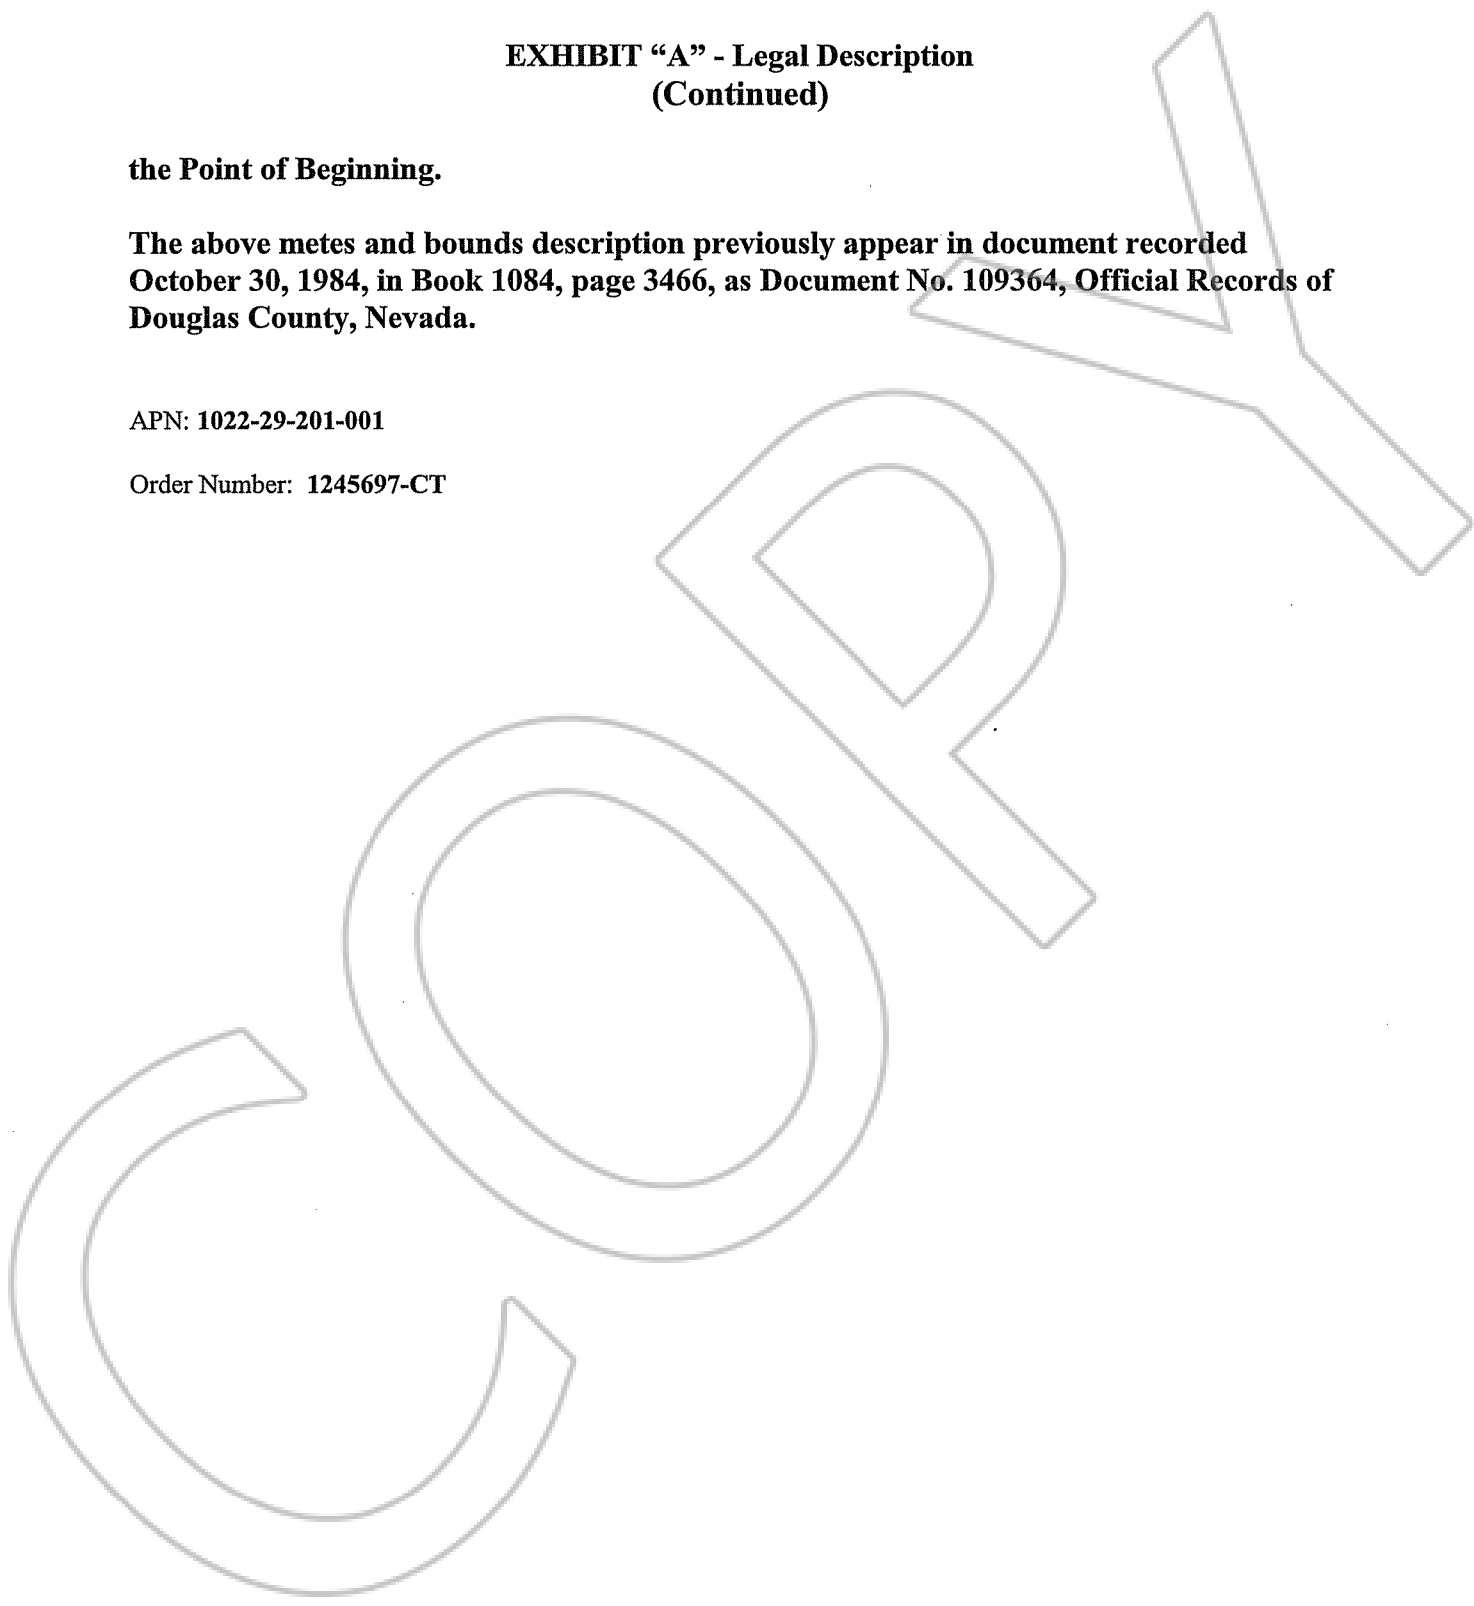 EXHIBIT “A” - Legal Description
(Continued)
the Point of Beginning.
The above metes and bounds description previously appear in document recorded
October 30, 1984, in Book 1084, page 3466, as Document No. 109364, Official Records of
Douglas County, Nevada.
APN: 1022-29-201-001
Order Number: 1245697-CT
COPY